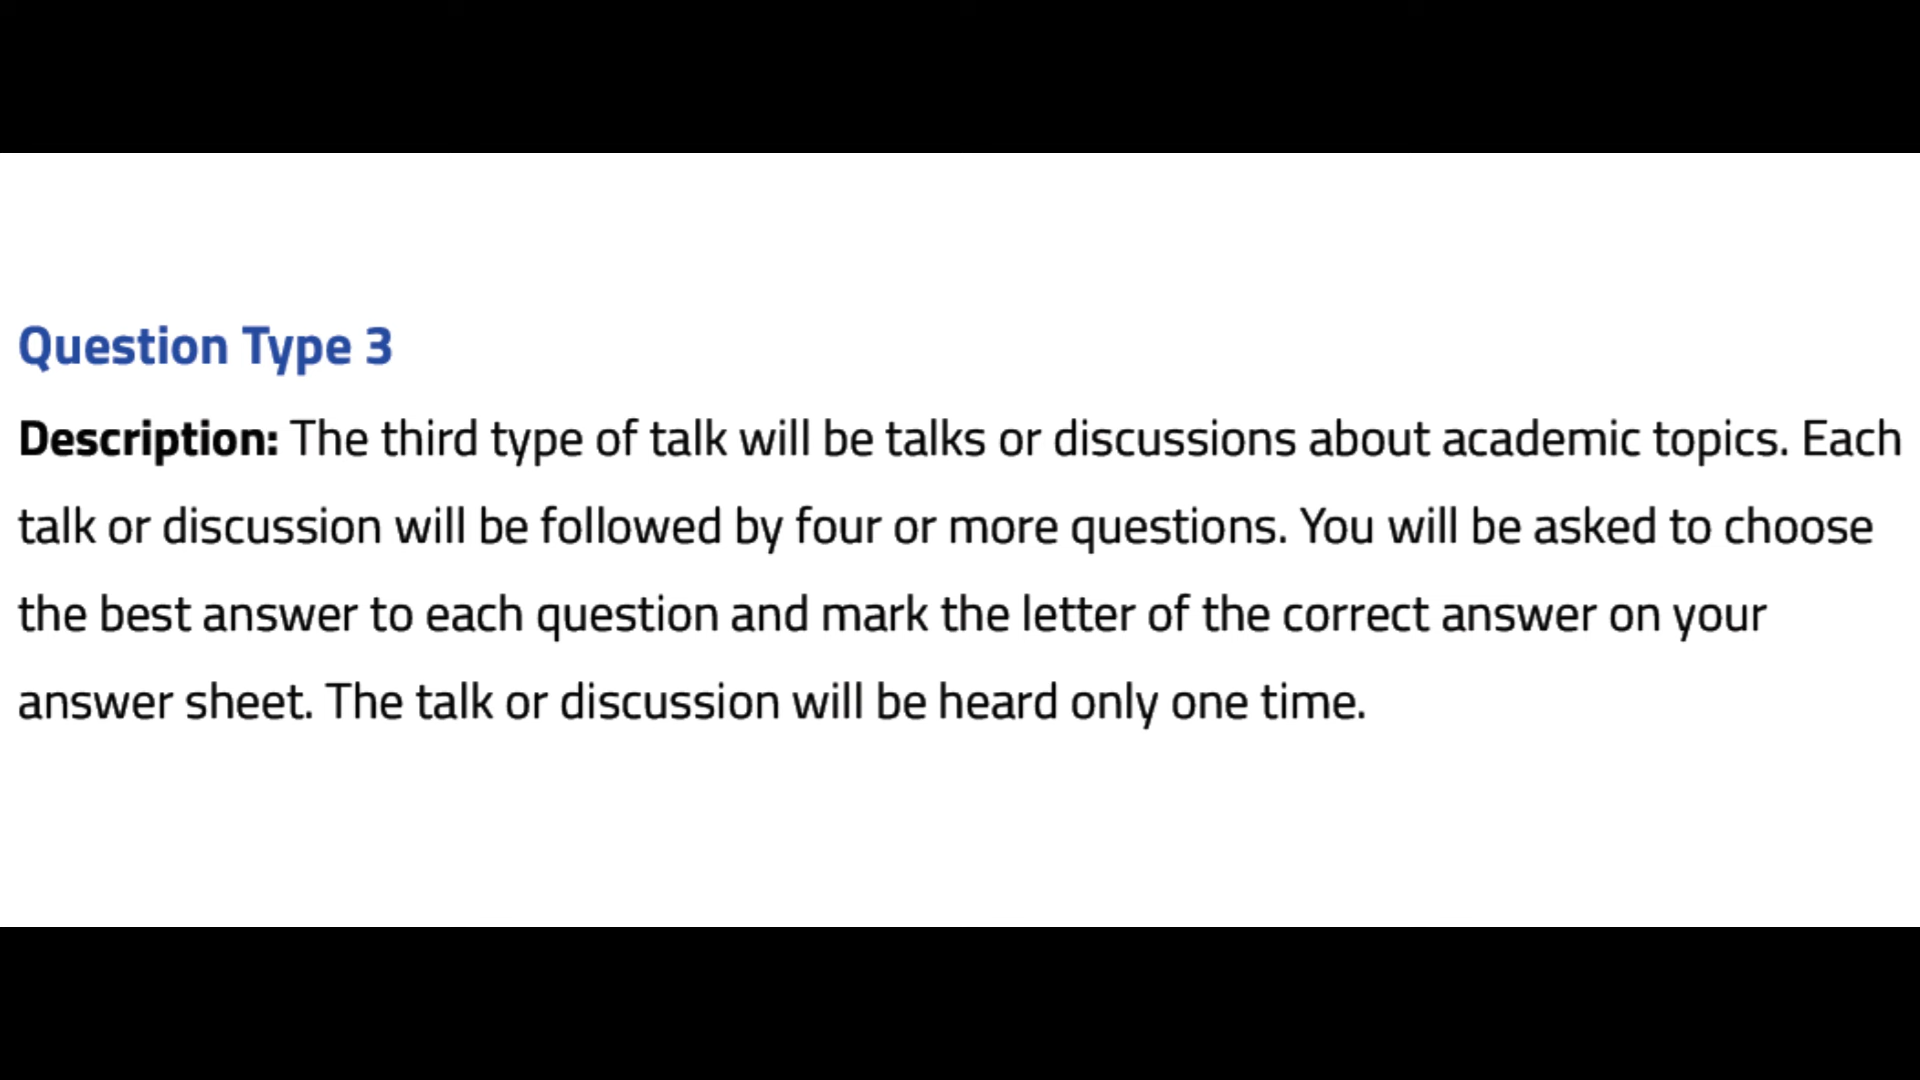 Question Type 3
Description: The third type of talk will be talks or discussions about academic topics. Each
talk or discussion will be followed by four or more questions. You will be asked to choose
the best answer to each question and mark the letter of the correct answer on your
answer sheet. The talk or discussion will be heard only one time.